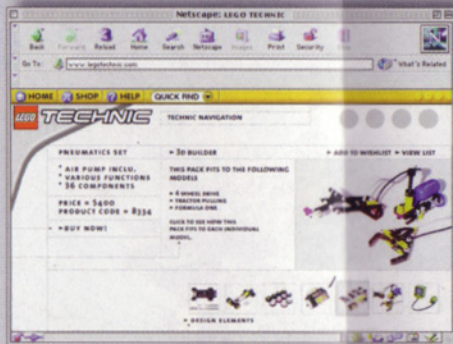 Netscape: LEGO TECHNIC
Back Forward Reload Home Search Netscape Images Print Security Stop
Go To: www.legotechnic.com What's Related
HOME SHOP HELP QUICK FIND
LEGO TECHNIC TECHNIC NAVIGATION
PNEUMATICS SET
* AIR PUMP INCLU.
* VARIOUS FUNCTIONS
* 36 COMPONENTS
PRICE = $400
PRODUCT CODE = 8334
BUY NOW!
3D BUILDER
THIS PACK FITS TO THE FOLLOWING
MODELS
4 WHEEL DRIVE
TRACTOR PULLING
FORMULA ONE
CLICK TO SEE HOW THIS
PACK FITS TO EACH INDIVIDUAL
MODEL.
ADD TO WISHLIST VIEW LIST
DESIGN ELEMENTS